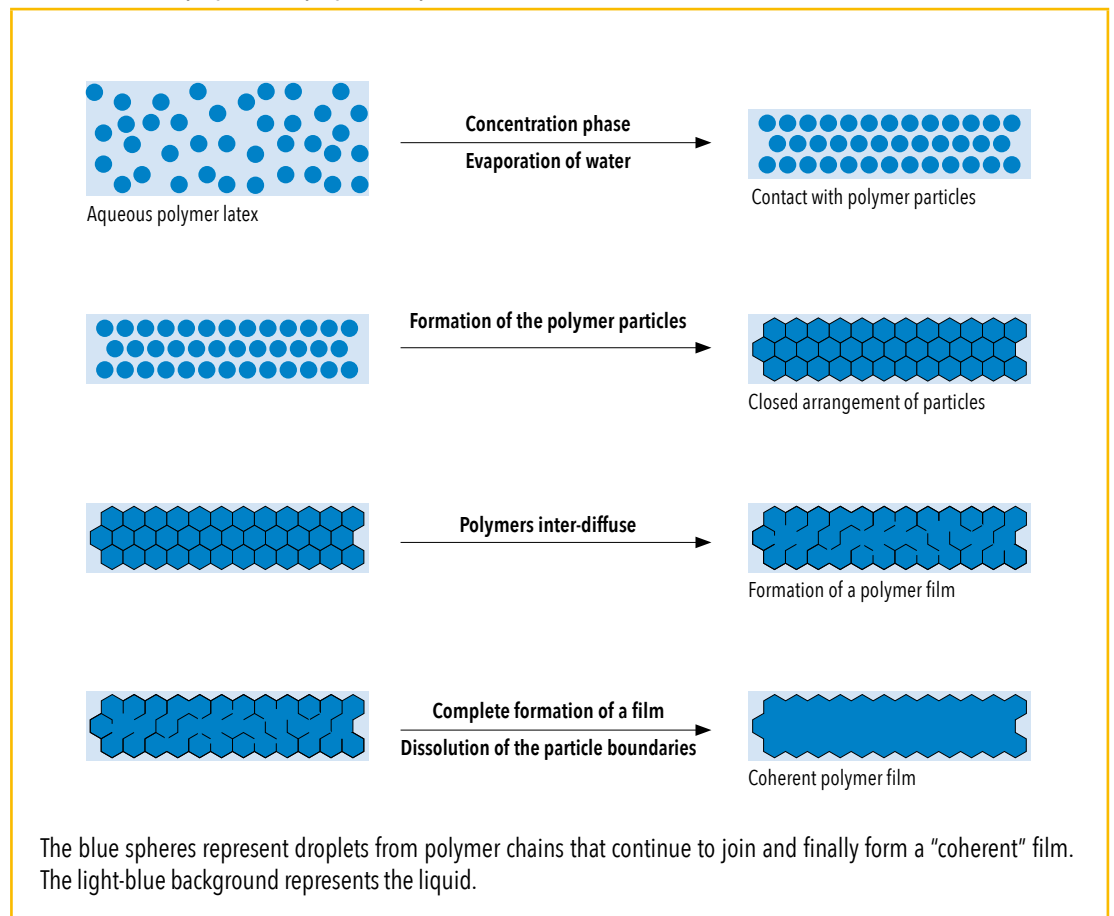 Concentration phase
Evaporation of water
Aqueous polymer latex
Contact with polymer particles
Formation of the polymer particles
Closed arrangement of particles
Polymers inter-diffuse
Formation of a polymer film
Complete formation of a film
Dissolution of the particle boundaries
Coherent polymer film
The blue spheres represent droplets from polymer chains that continue to join and finally form a “coherent“ film.
The light-blue background represents the liquid.